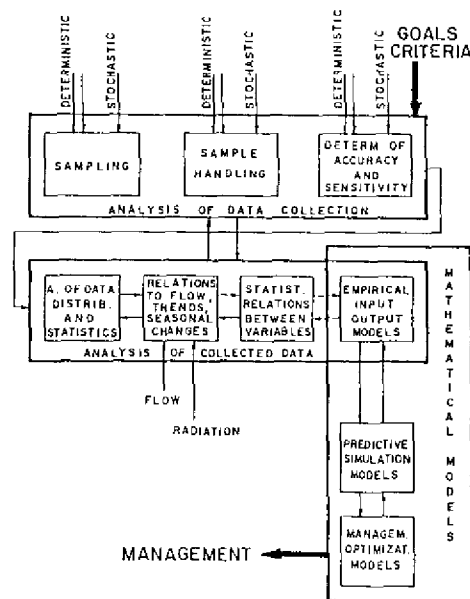 GOALS
CRITERIA
DETERMINISTIC
STOCHASTIC
DETERMINISTIC
STOCHASTIC
DETERMINISTIC
STOCHASTIC
SAMPLING
SAMPLE
HANDLING
DETERM OF
ACCURACY
AND
SENSITIVITY
ANALYSIS OF DATA COLLECTION
A. OF DATA
DISTRIB.
AND
STATISTICS
RELATIONS
TO FLOW,
TRENDS,
SEASONAL
CHANGES
STATIST.
RELATIONS
BETWEEN
VARIABLES
EMPIRICAL
INPUT
OUTPUT
MODELS
ANALYSIS OF COLLECTED DATA
MATHEMATICAL MODELS
FLOW
RADIATION
PREDICTIVE
SIMULATION
MODELS
MANAGEM.
OPTIMIZAT.
MODELS
MANAGEMENT